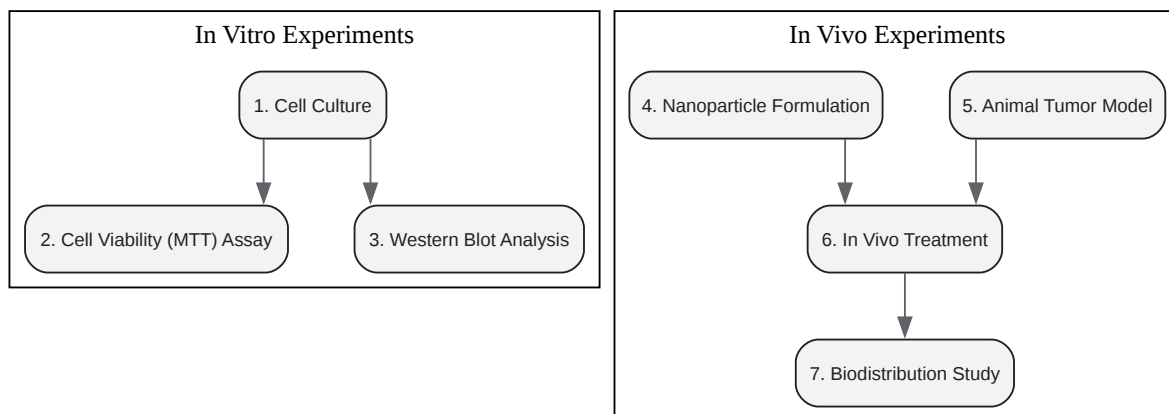 In Vitro Experiments
1. Cell Culture
2. Cell Viability (MTT) Assay
3. Western Blot Analysis
In Vivo Experiments
4. Nanoparticle Formulation
5. Animal Tumor Model
6. In Vivo Treatment
7. Biodistribution Study